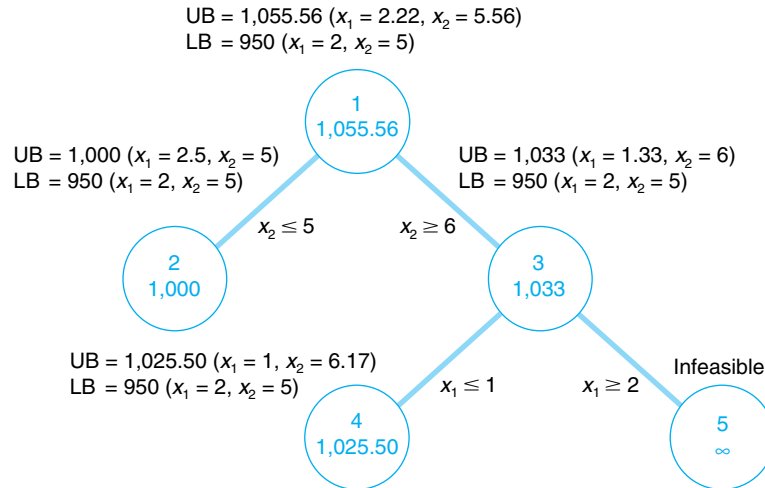 UB = 1,055.56 (x₁ = 2.22, x₂ = 5.56)
LB = 950 (x₁ = 2, x₂ = 5)
1
1,055.56
UB = 1,000 (x₁ = 2.5, x₂ = 5)
LB = 950 (x₁ = 2, x₂ = 5)
UB = 1,033 (x₁ = 1.33, x₂ = 6)
LB = 950 (x₁ = 2, x₂ = 5)
x₂ ≤ 5
x₂ ≥ 6
2
1,000
3
1,033
UB = 1,025.50 (x₁ = 1, x₂ = 6.17)
LB = 950 (x₁ = 2, x₂ = 5)
x₁ ≤ 1
x₁ ≥ 2
Infeasible
4
1,025.50
5
∞